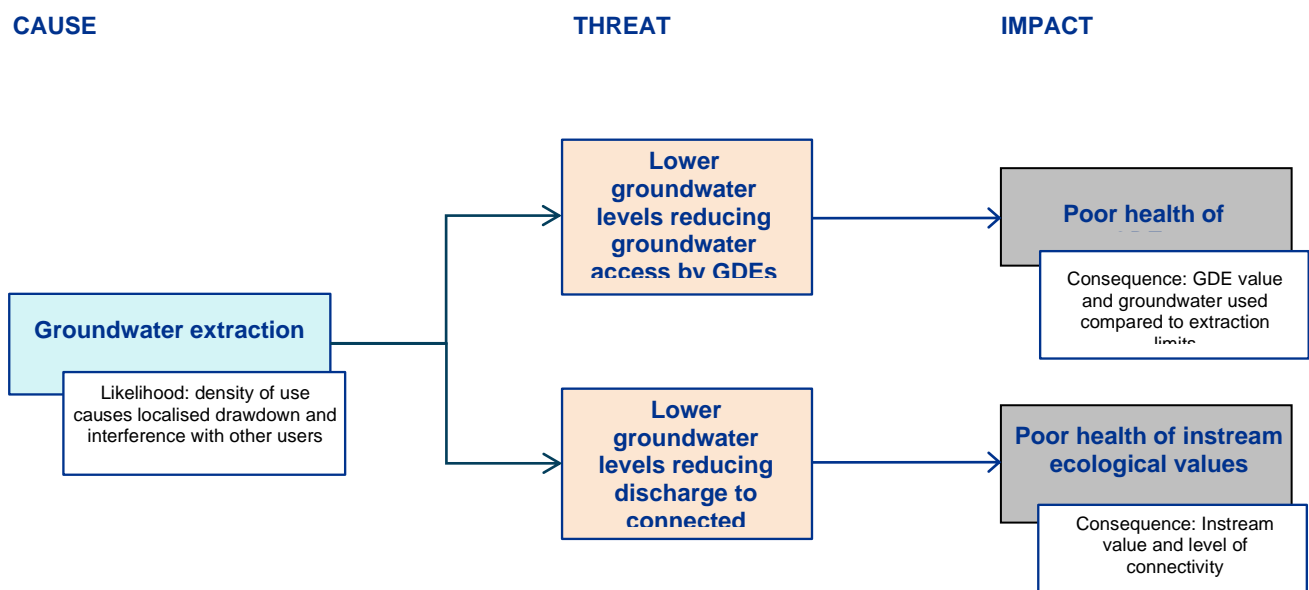 CAUSE
THREAT
IMPACT
Lower
groundwater
levels reducing
groundwater
access by GDEs
Poor health of
Consequence: GDE value
and groundwater used
compared to extraction
limits
Groundwater extraction
Likelihood: density of use
causes localised drawdown and
interference with other users
Lower
groundwater
levels reducing
discharge to
connected
Poor health of instream
ecological values
Consequence: Instream
value and level of
connectivity